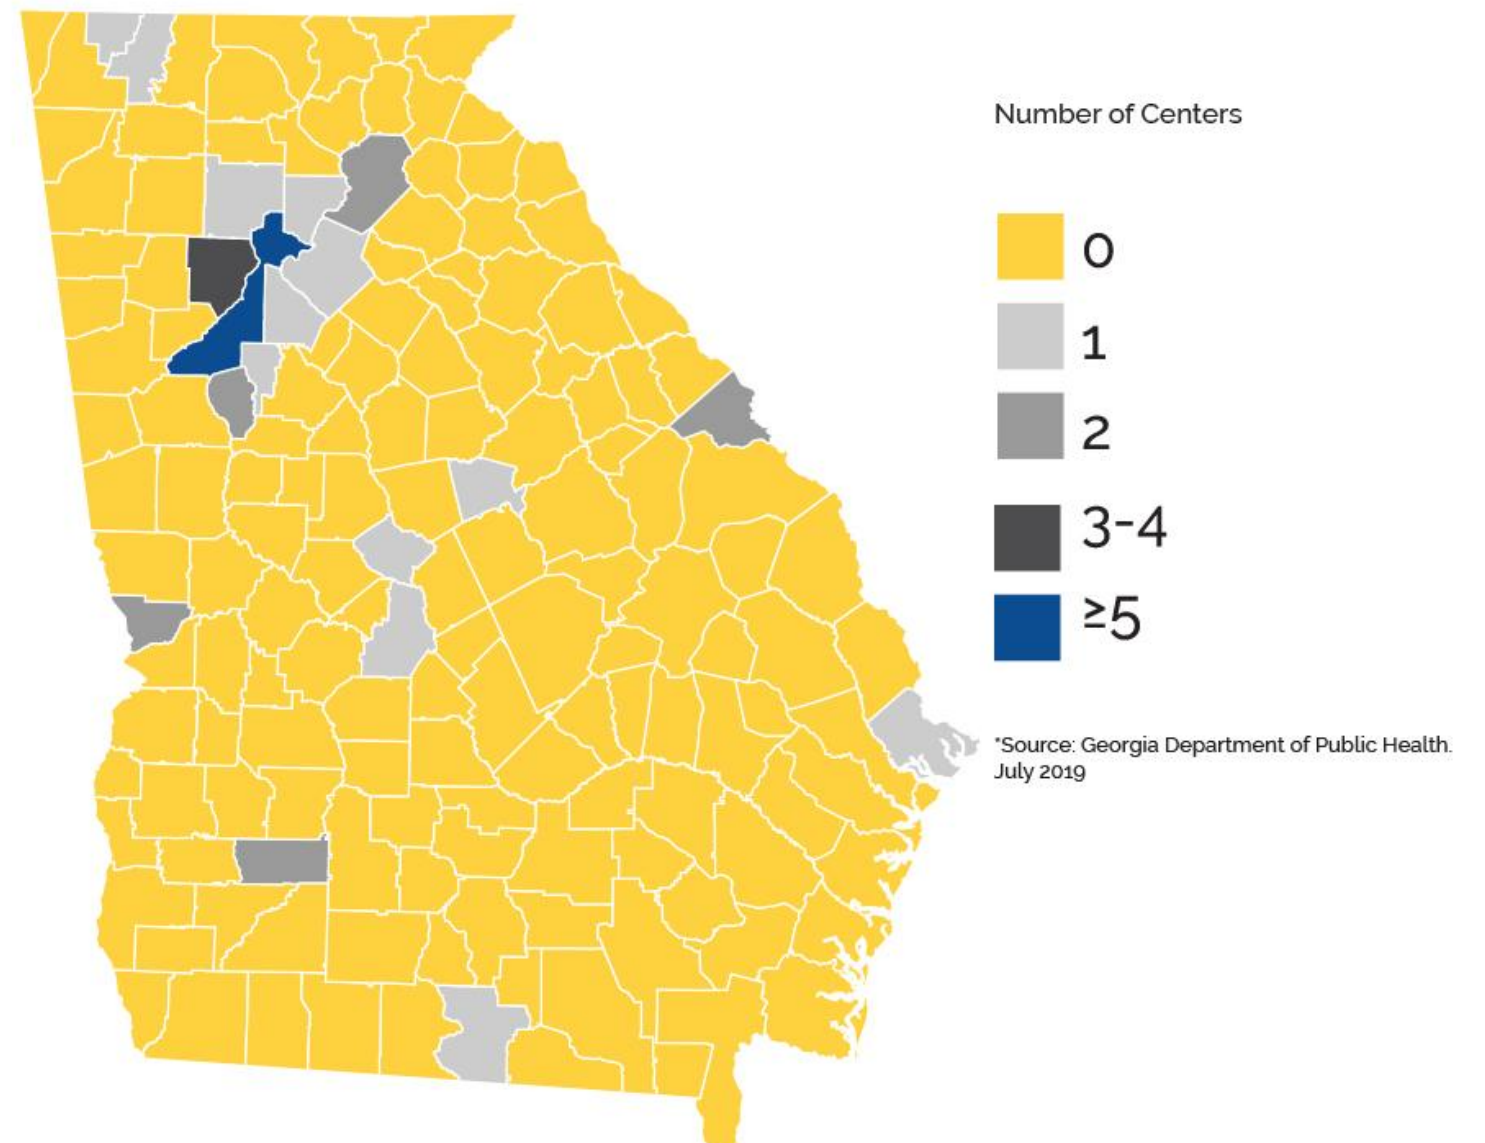 Number of Centers
0
1
2
3-4
≥5
*Source: Georgia Department of Public Health.
July 2019